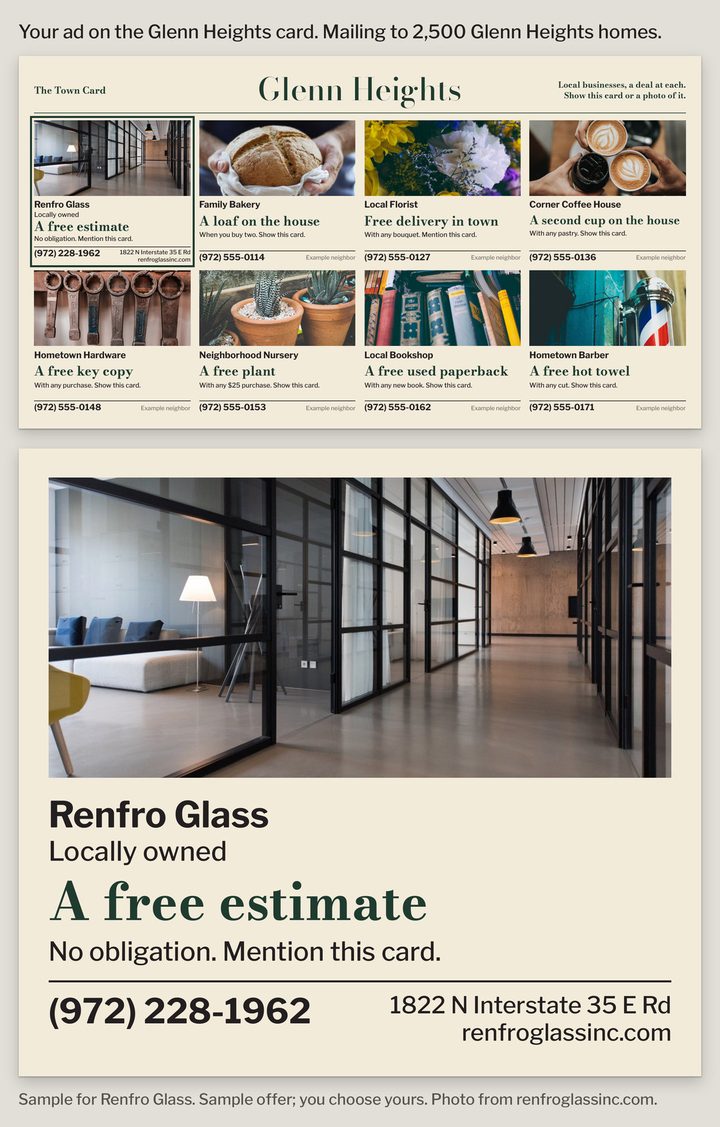 Your ad on the Glenn Heights card. Mailing to 2,500 Glenn Heights homes.
The Town Card
Glenn Heights
Local businesses, a deal at each.
Show this card or a photo of it.
Renfro Glass
Locally owned
A free estimate
No obligation. Mention this card.
(972) 228-1962
1822 N Interstate 35 E Rd
renfroglassinc.com
Family Bakery
A loaf on the house
When you buy two. Show this card.
(972) 555-0114
Example neighbor
Local Florist
Free delivery in town
With any bouquet. Mention this card.
(972) 555-0127
Example neighbor
Corner Coffee House
A second cup on the house
With any pastry. Show this card.
(972) 555-0136
Example neighbor
Hometown Hardware
A free key copy
With any purchase. Show this card.
(972) 555-0148
Example neighbor
Neighborhood Nursery
A free plant
With any $25 purchase. Show this card.
(972) 555-0153
Example neighbor
Local Bookshop
A free used paperback
With any new book. Show this card.
(972) 555-0162
Example neighbor
Hometown Barber
A free hot towel
With any cut. Show this card.
(972) 555-0171
Example neighbor
Renfro Glass
Locally owned
A free estimate
No obligation. Mention this card.
(972) 228-1962
1822 N Interstate 35 E Rd
renfroglassinc.com
Sample for Renfro Glass. Sample offer; you choose yours. Photo from renfroglassinc.com.